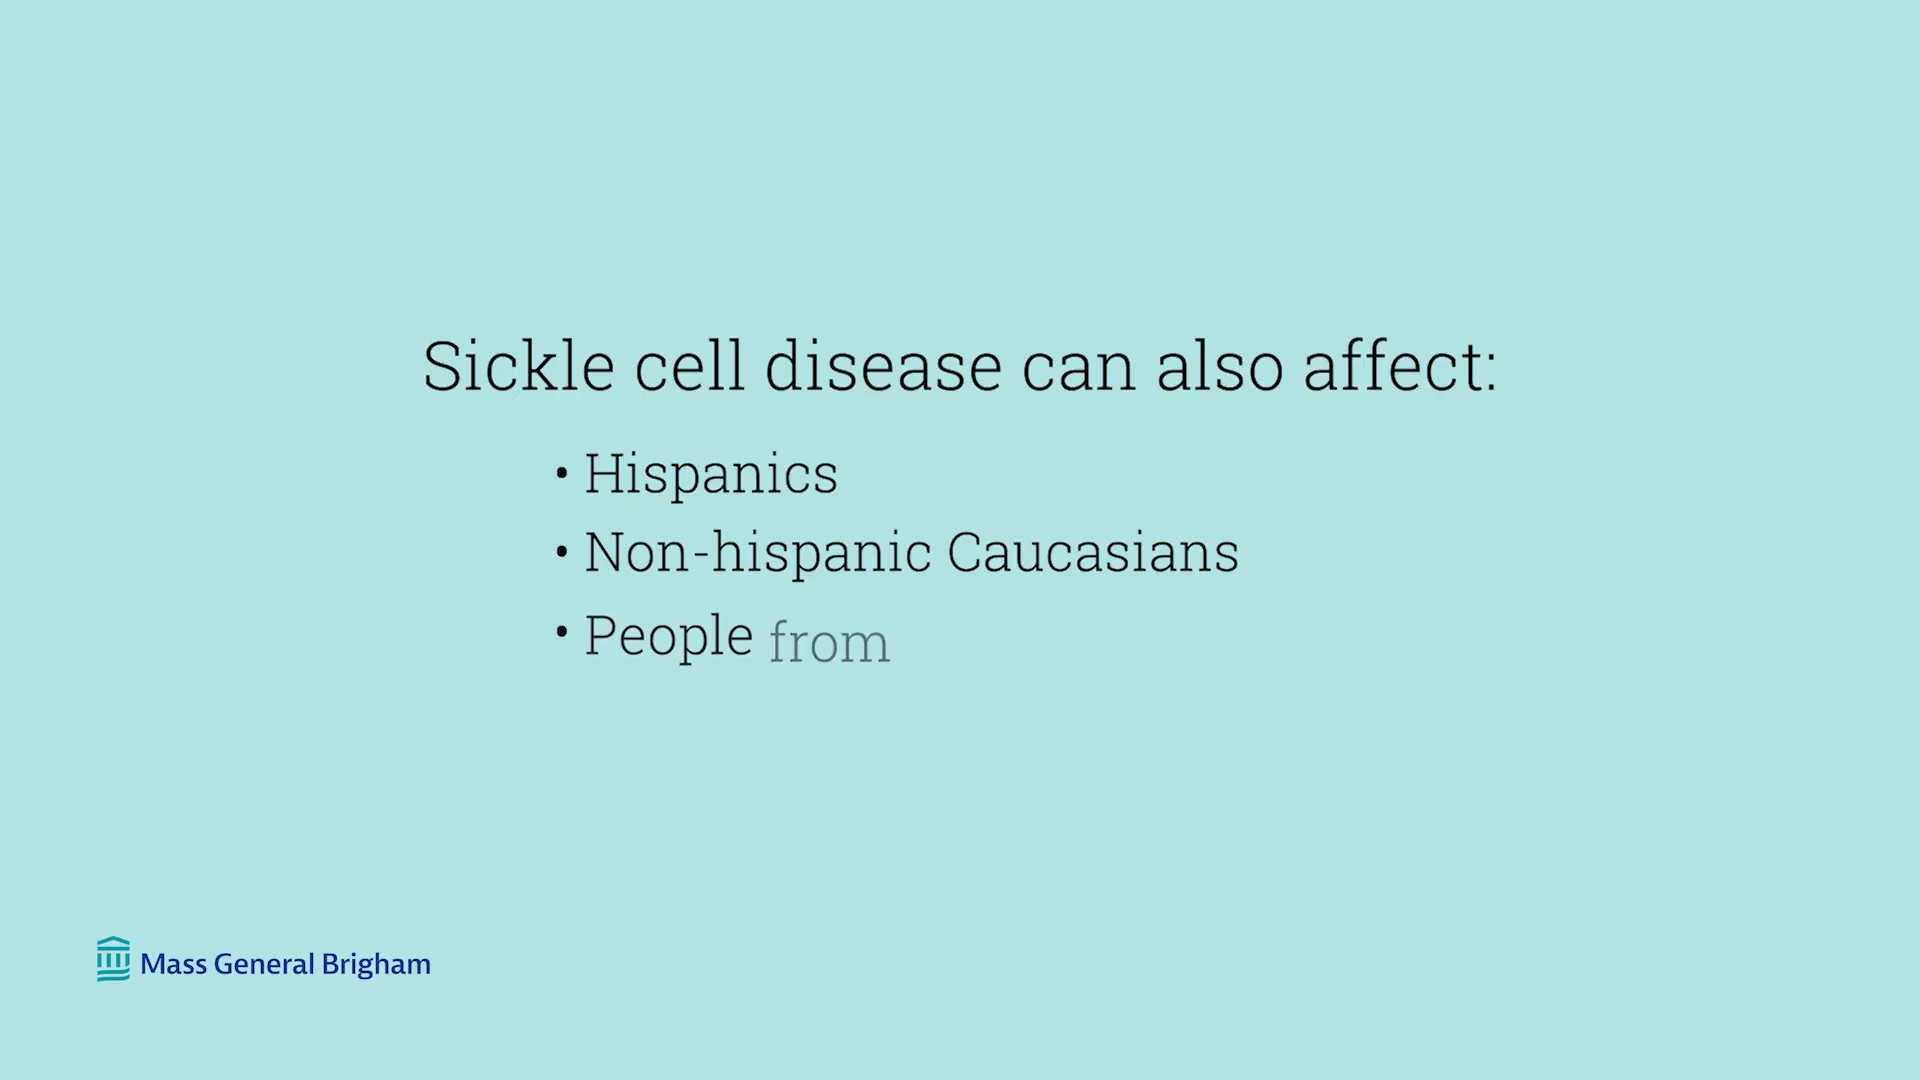 Sickle cell disease can also affect:
• Hispanics
• Non-hispanic Caucasians
• People from
Mass General Brigham